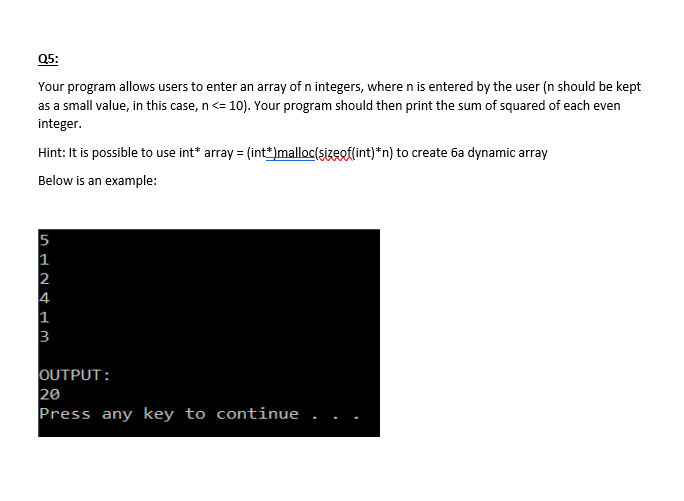 Q5:
Your program allows users to enter an array of n integers, where n is entered by the user (n should be kept
as a small value, in this case, n <= 10). Your program should then print the sum of squared of each even
integer.
Hint: It is possible to use int* array = (int*)malloc(sizeof(int)*n) to create 6a dynamic array
Below is an example:
5
1
2
4
1
3
OUTPUT:
20
Press any key to continue . . .